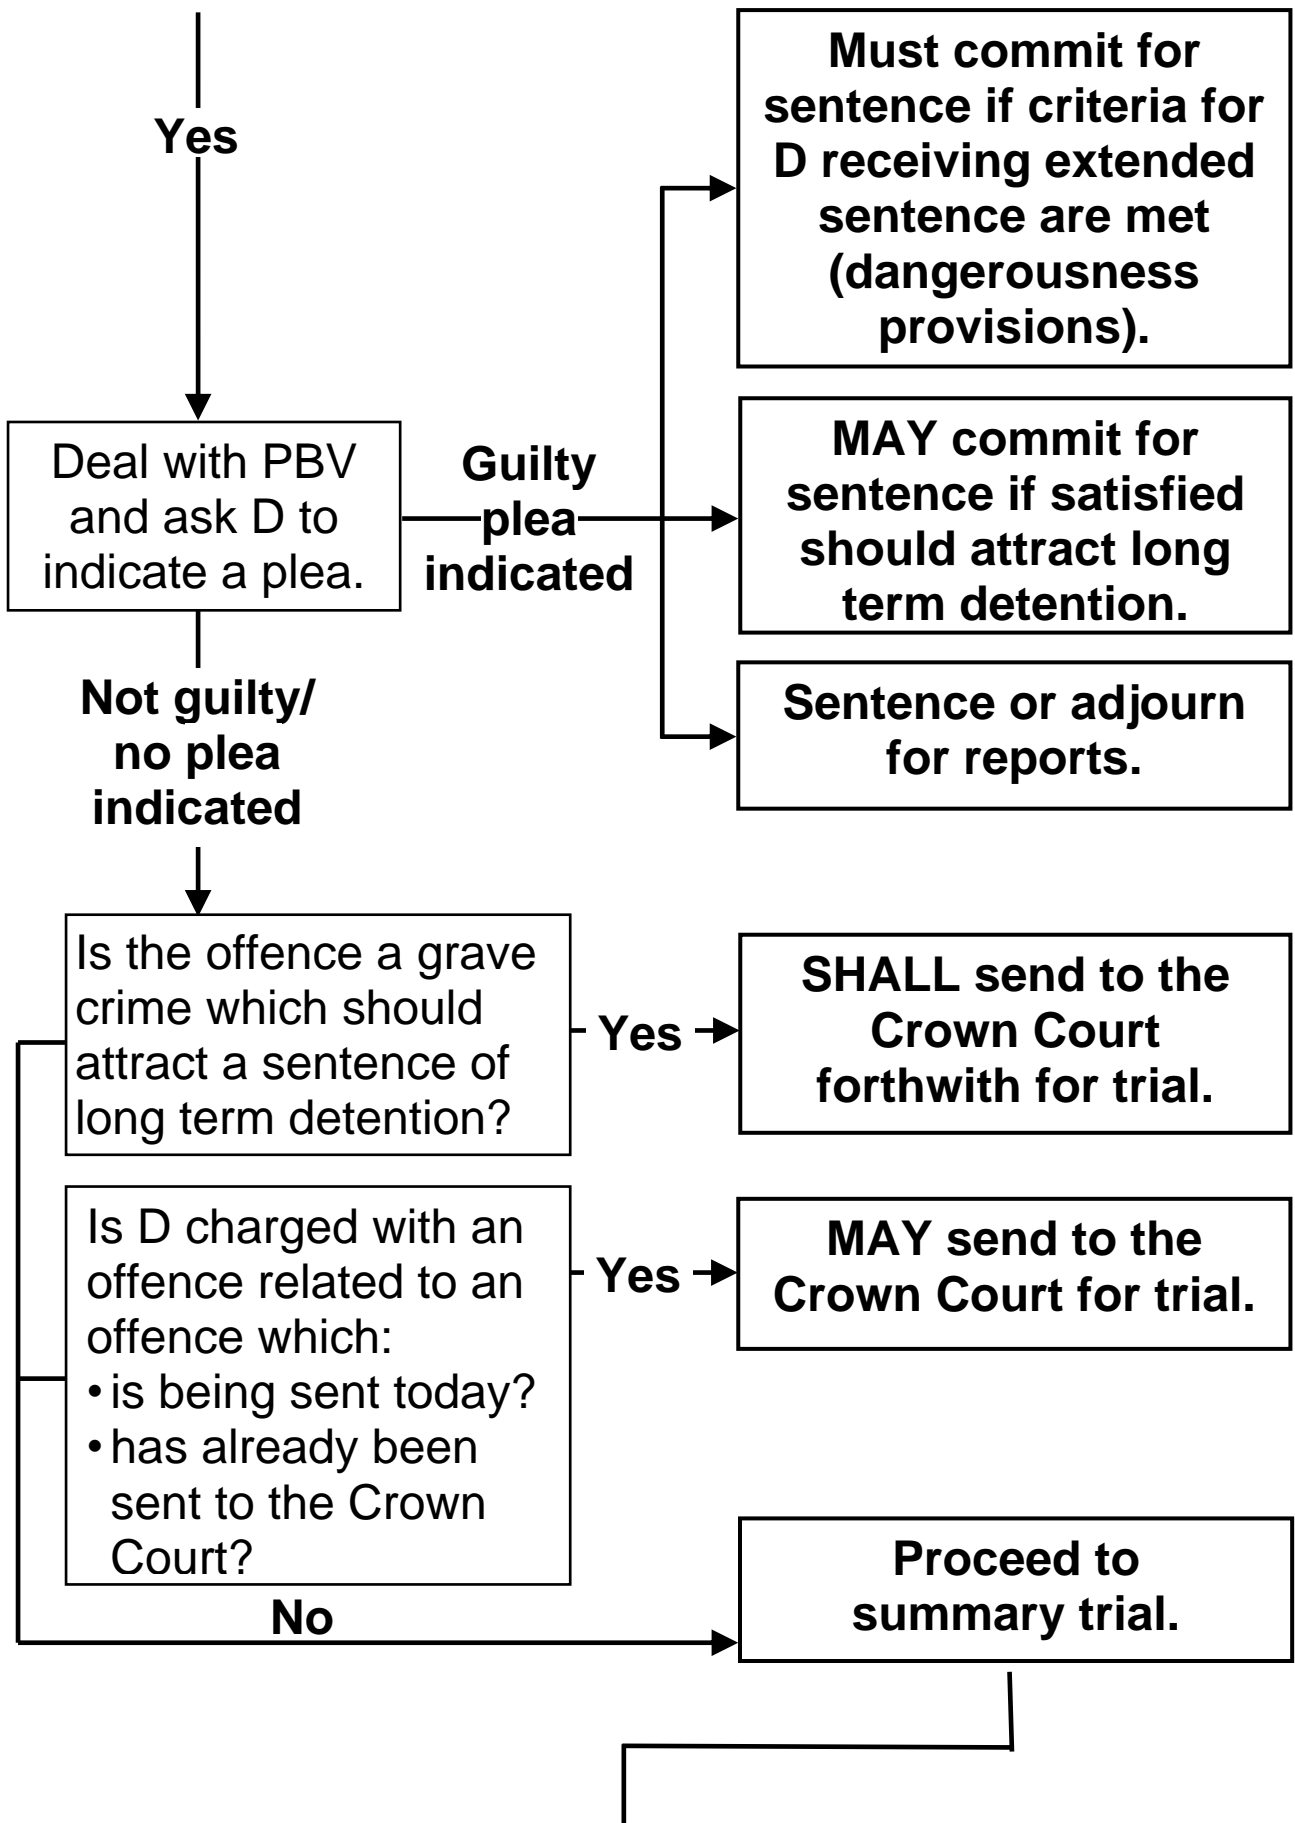 Yes
Must commit for
sentence if criteria for
D receiving extended
sentence are met
(dangerousness
provisions).
Deal with PBV
and ask D to
indicate a plea.
Guilty
plea
indicated
MAY commit for
sentence if satisfied
should attract long
term detention.
Sentence or adjourn
for reports.
Not guilty/
no plea
indicated
Is the offence a grave
crime which should
attract a sentence of
long term detention?
Yes
SHALL send to the
Crown Court
forthwith for trial.
Is D charged with an
offence related to an
offence which:
• is being sent today?
• has already been
sent to the Crown
Court?
Yes
MAY send to the
Crown Court for trial.
No
Proceed to
summary trial.